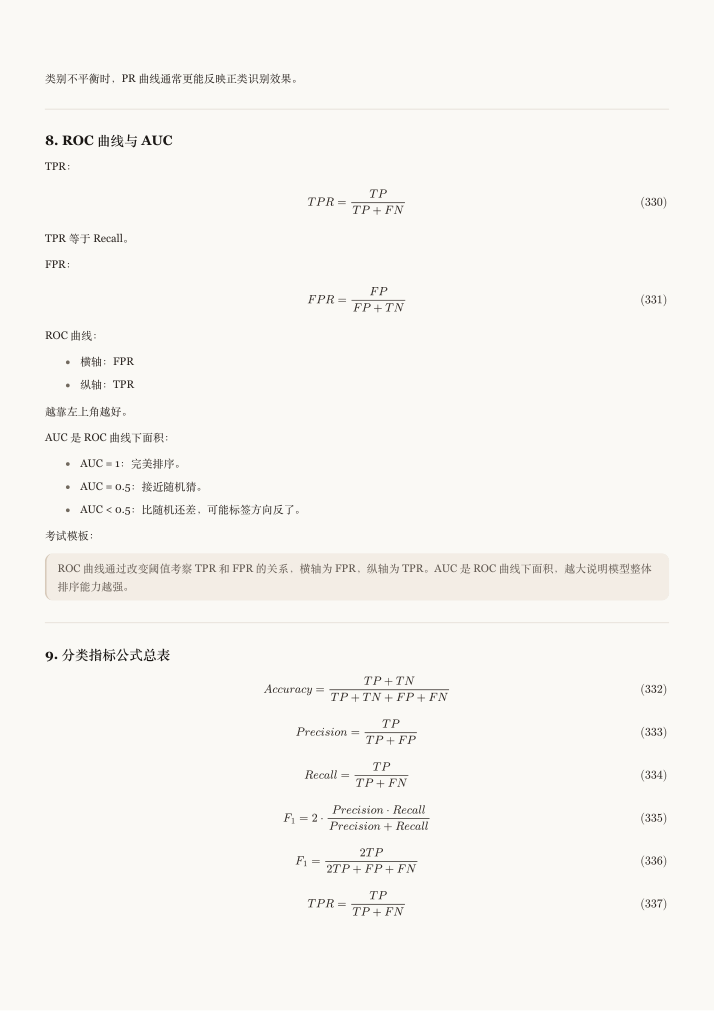 类别不平衡时，PR 曲线通常更能反映正类识别效果。
8. ROC 曲线与 AUC
TPR：
TPR = TP / (TP + FN) (330)
TPR 等于 Recall。
FPR：
FPR = FP / (FP + TN) (331)
ROC 曲线：
• 横轴：FPR
• 纵轴：TPR
越靠左上角越好。
AUC 是 ROC 曲线下面积：
• AUC = 1：完美排序。
• AUC = 0.5：接近随机猜。
• AUC < 0.5：比随机还差，可能标签方向反了。
考试模板：
ROC 曲线通过改变阈值考察 TPR 和 FPR 的关系，横轴为 FPR，纵轴为 TPR。AUC 是 ROC 曲线下面积，越大说明模型整体
排序能力越强。
9. 分类指标公式总表
Accuracy = (TP + TN) / (TP + TN + FP + FN) (332)
Precision = TP / (TP + FP) (333)
Recall = TP / (TP + FN) (334)
F₁ = 2 · (Precision · Recall) / (Precision + Recall) (335)
F₁ = 2TP / (2TP + FP + FN) (336)
TPR = TP / (TP + FN) (337)